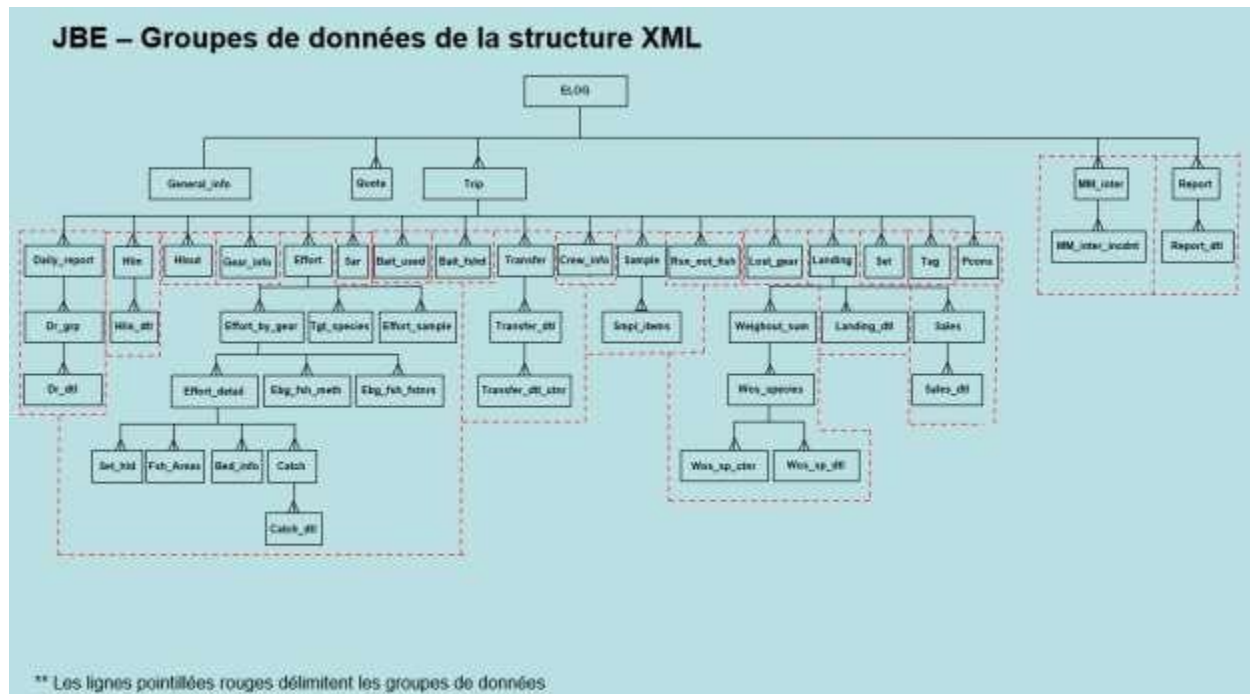 JBE – Groupes de données de la structure XML
ELOG
General_info
Quota
Trip
MM_inter
Report
Daily_report
Hlin
Hlout
Gear_info
Effort
Sar
Bait_used
Bait_fshd
Transfer
Crew_info
Sample
Rsn_not_fish
Lost_gear
Landing
Set
Tag
Pcons
MM_inter_incdnt
Report_dtl
Dr_grp
Hlin_dtl
Effort_by_gear
Tgt_species
Effort_sample
Transfer_dtl
Smpl_items
Weighout_sum
Landing_dtl
Sales
Dr_dtl
Effort_detail
Ebg_fsh_meth
Ebg_fsh_fstnrs
Transfer_dtl_ctnr
Wos_species
Sales_dtl
Set_hld
Fsh_Areas
Bed_info
Catch
Wos_sp_ctnr
Wos_sp_dtl
Catch_dtl
** Les lignes pointillées rouges délimitent les groupes de données